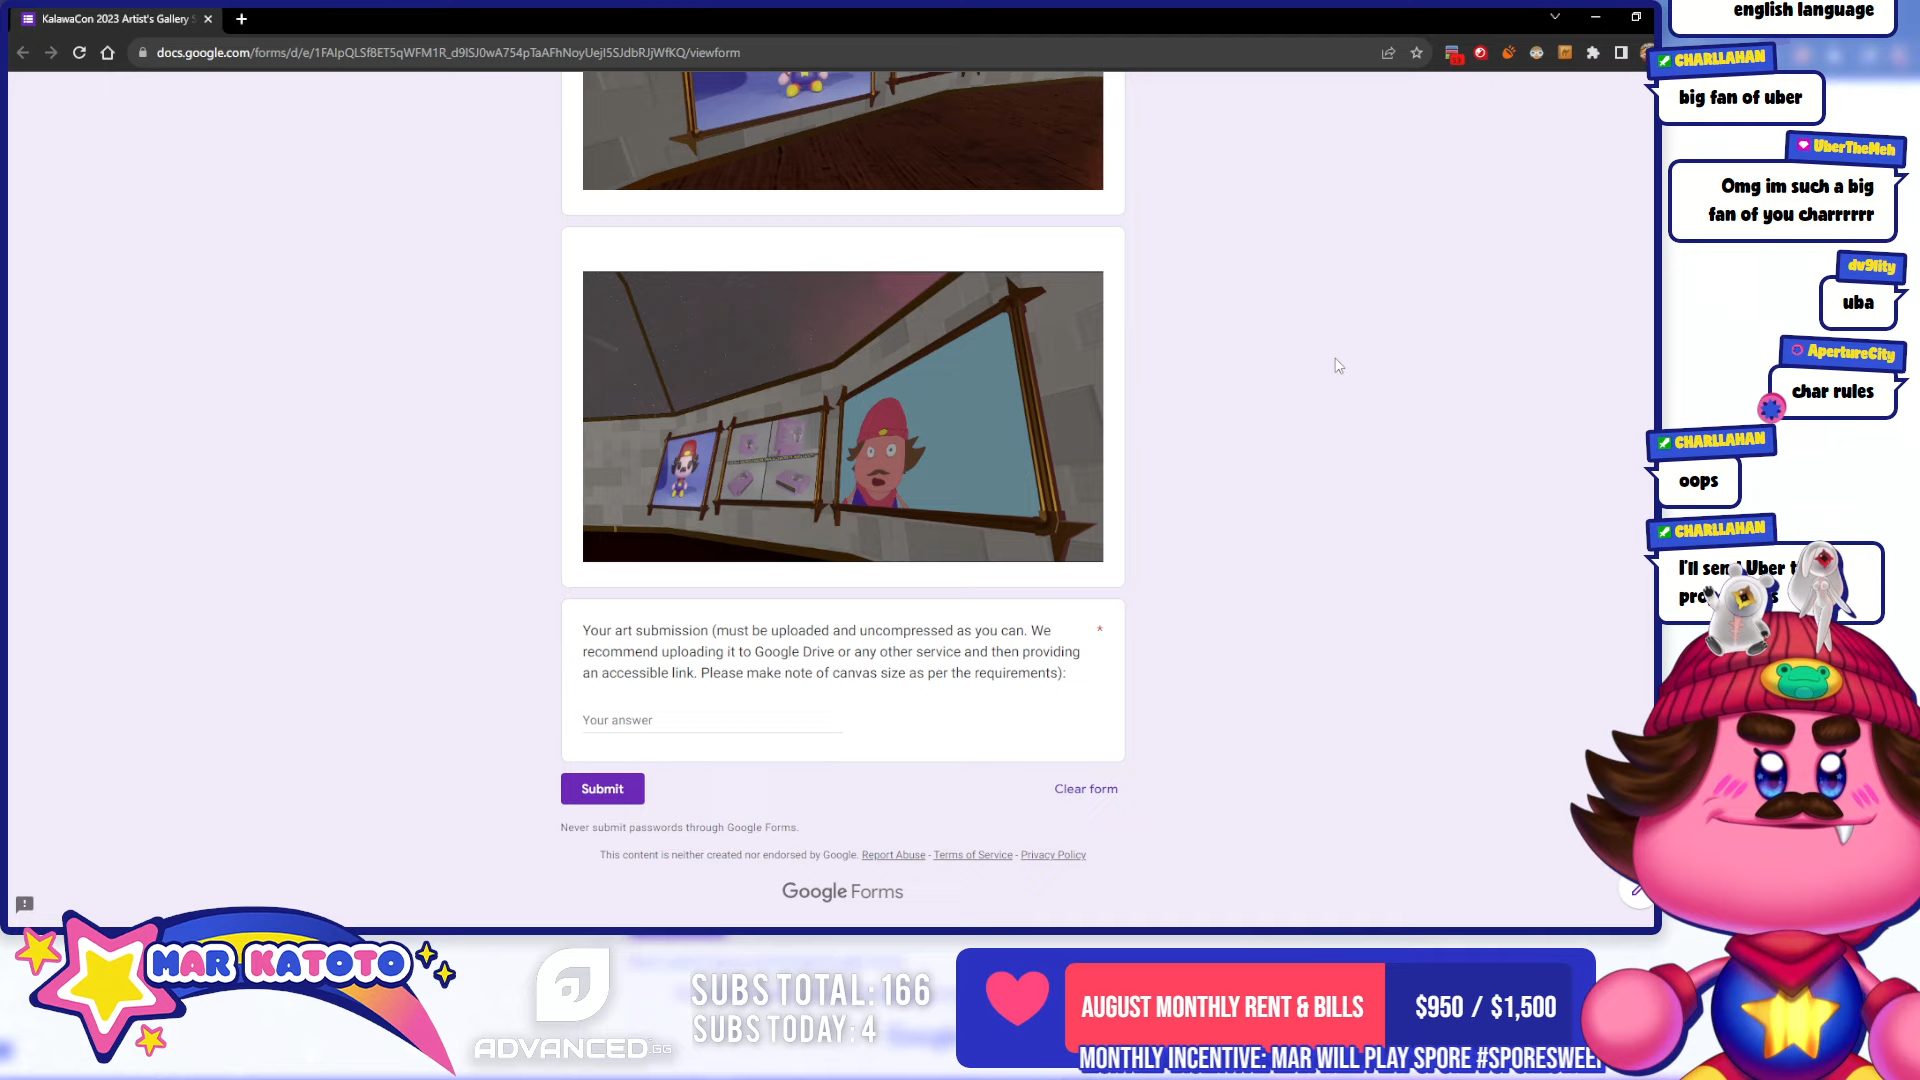 KalawaCon 2023 Artist's Gallery S
docs.google.com/forms/d/e/1FAIpQLSfBET5qWFM1R_d9ISJ0wA754pTaAFhNoyUejI5SJdbRJjWfKQ/viewform
Your art submission (must be uploaded and uncompressed as you can. We
recommend uploading it to Google Drive or any other service and then providing
an accessible link. Please make note of canvas size as per the requirements):
*
Your answer
Submit
Clear form
Never submit passwords through Google Forms.
This content is neither created nor endorsed by Google. Report Abuse - Terms of Service - Privacy Policy
Google Forms
english language
CHARLLAHAN
big fan of uber
UberTheMeh
Omg im such a big
fan of you charrrrrr
dv9lity
uba
ApertureCity
char rules
CHARLLAHAN
oops
CHARLLAHAN
I'll send Uber
MAR KATOTO
ADVANCED.GG
SUBS TOTAL: 166
SUBS TODAY: 4
AUGUST MONTHLY RENT & BILLS
$950 / $1,500
MONTHLY INCENTIVE: MAR WILL PLAY SPORE #SPORESWEE